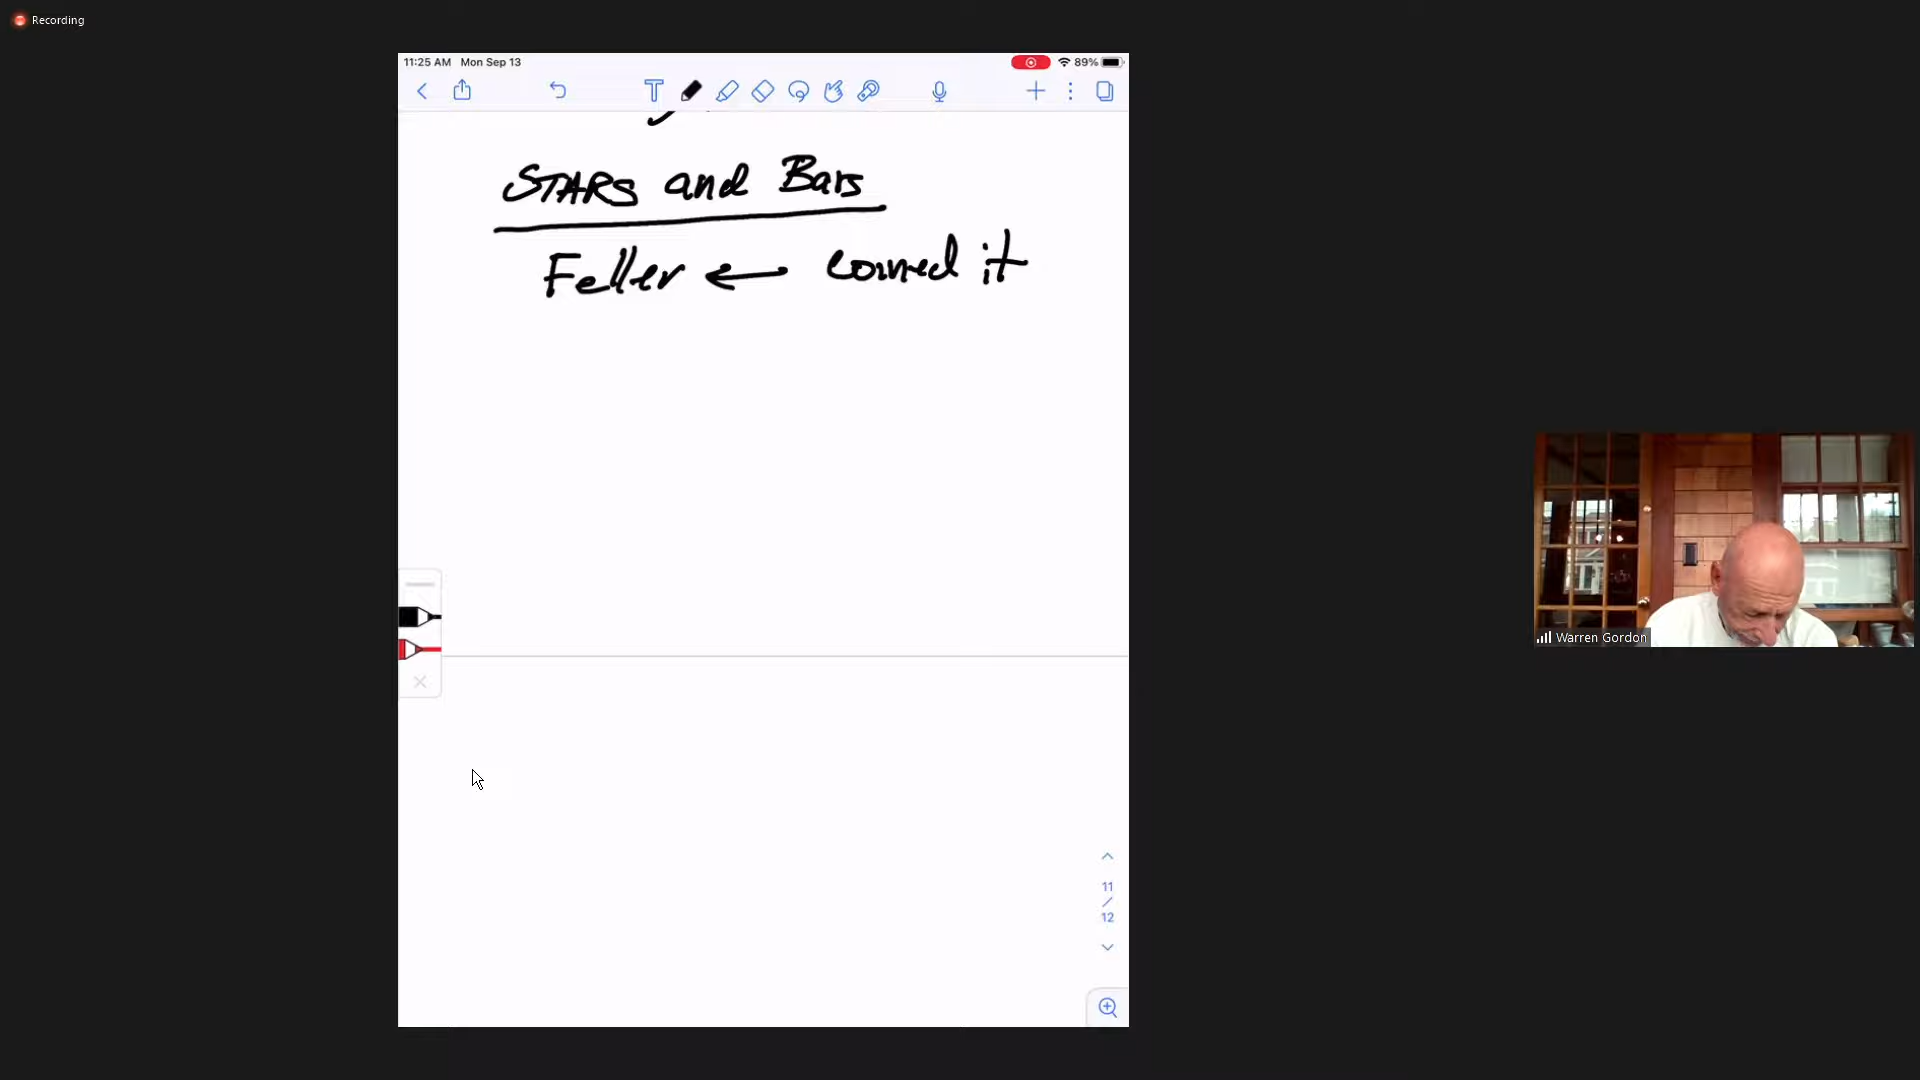 Recording
11:25 AM Mon Sep 13
89%
T
STARS and Bars
Feller ← coined it
11
/
12
Warren Gordon